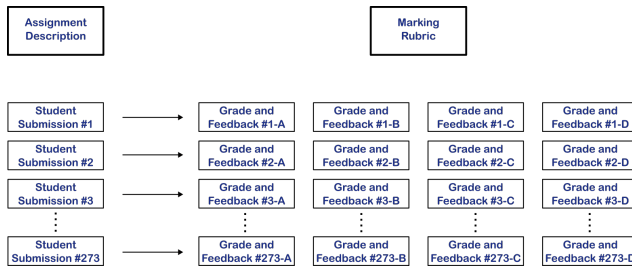 Assignment
Description
Marking
Rubric
Student
Submission #1
Grade and
Feedback #1-A
Grade and
Feedback #1-B
Grade and
Feedback #1-C
Grade and
Feedback #1-D
Student
Submission #2
Grade and
Feedback #2-A
Grade and
Feedback #2-B
Grade and
Feedback #2-C
Grade and
Feedback #2-D
Student
Submission #3
Grade and
Feedback #3-A
Grade and
Feedback #3-B
Grade and
Feedback #3-C
Grade and
Feedback #3-D
Student
Submission #273
Grade and
Feedback #273-A
Grade and
Feedback #273-B
Grade and
Feedback #273-C
Grade and
Feedback #273-D